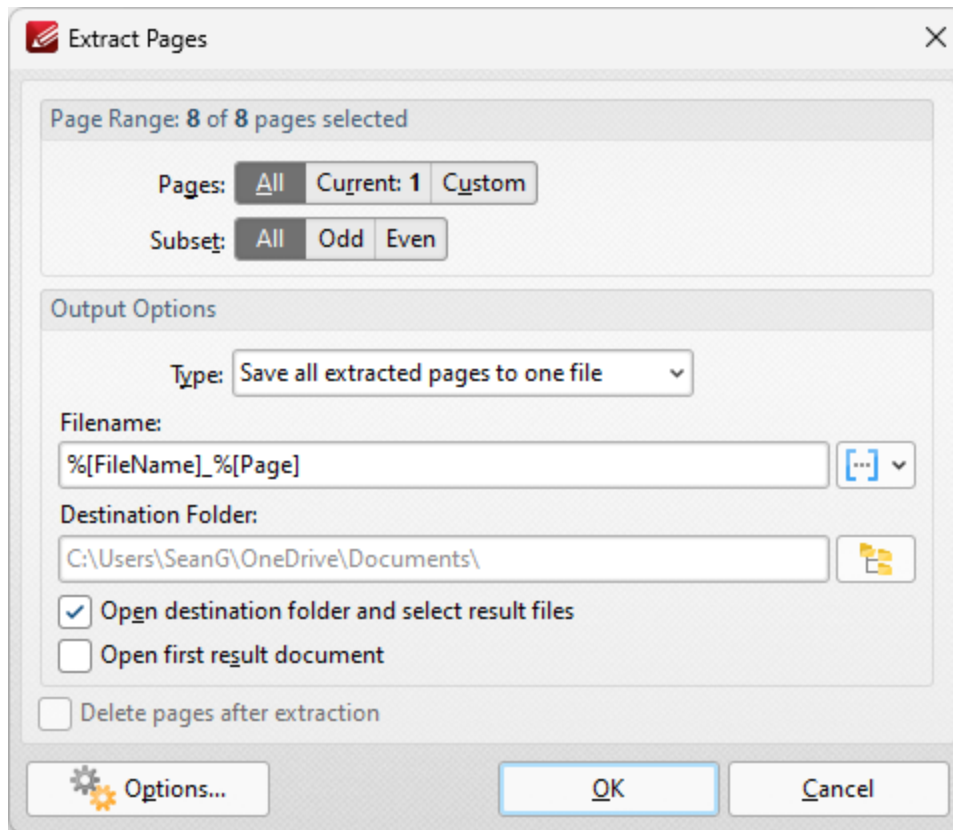 Extract Pages
Page Range: 8 of 8 pages selected
Pages: All Current: 1 Custom
Subset: All Odd Even
Output Options
Type: Save all extracted pages to one file
Filename:
%[FileName]_%[Page]
Destination Folder:
C:\Users\SeanG\OneDrive\Documents\
Open destination folder and select result files
Open first result document
Delete pages after extraction
Options... OK Cancel